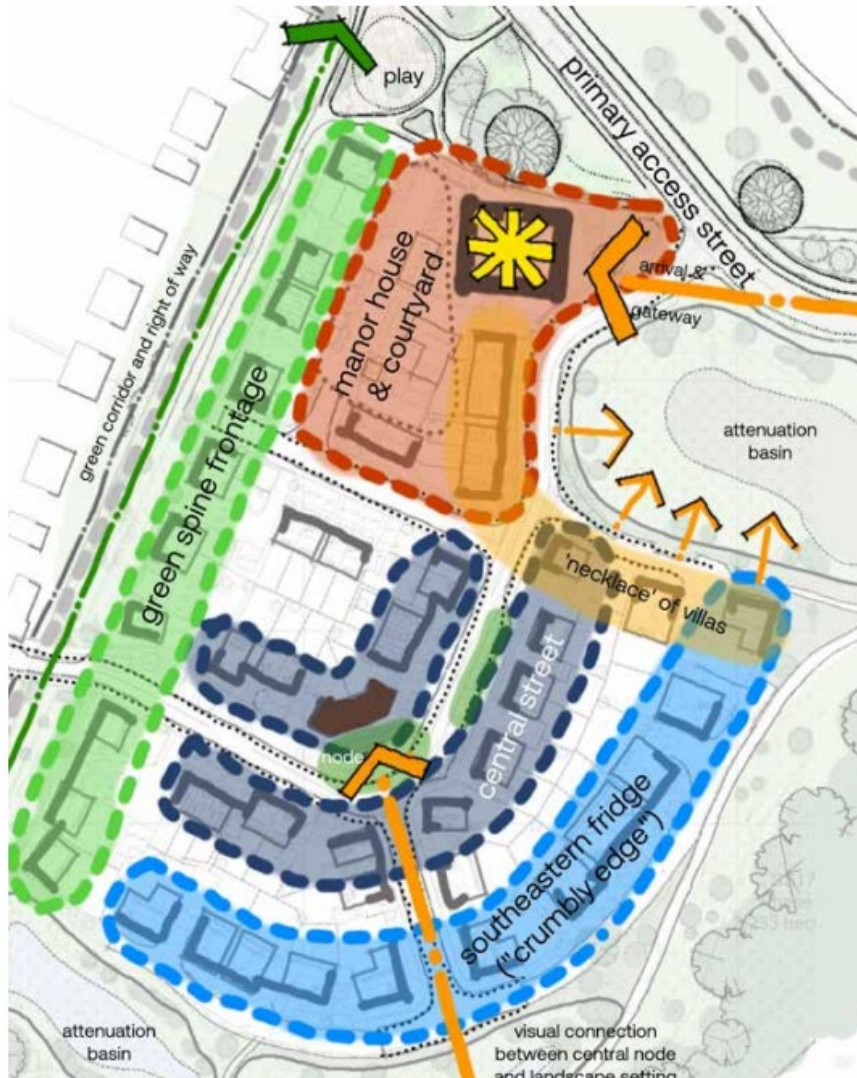 play
primary access street
arrival &
gateway
manor house
& courtyard
green corridor and right of way
green spine frontage
attenuation
basin
'necklace' of villas
central street
node
southeastern fridge
("crumbly edge")
attenuation
basin
visual connection
between central node
and landscape setting